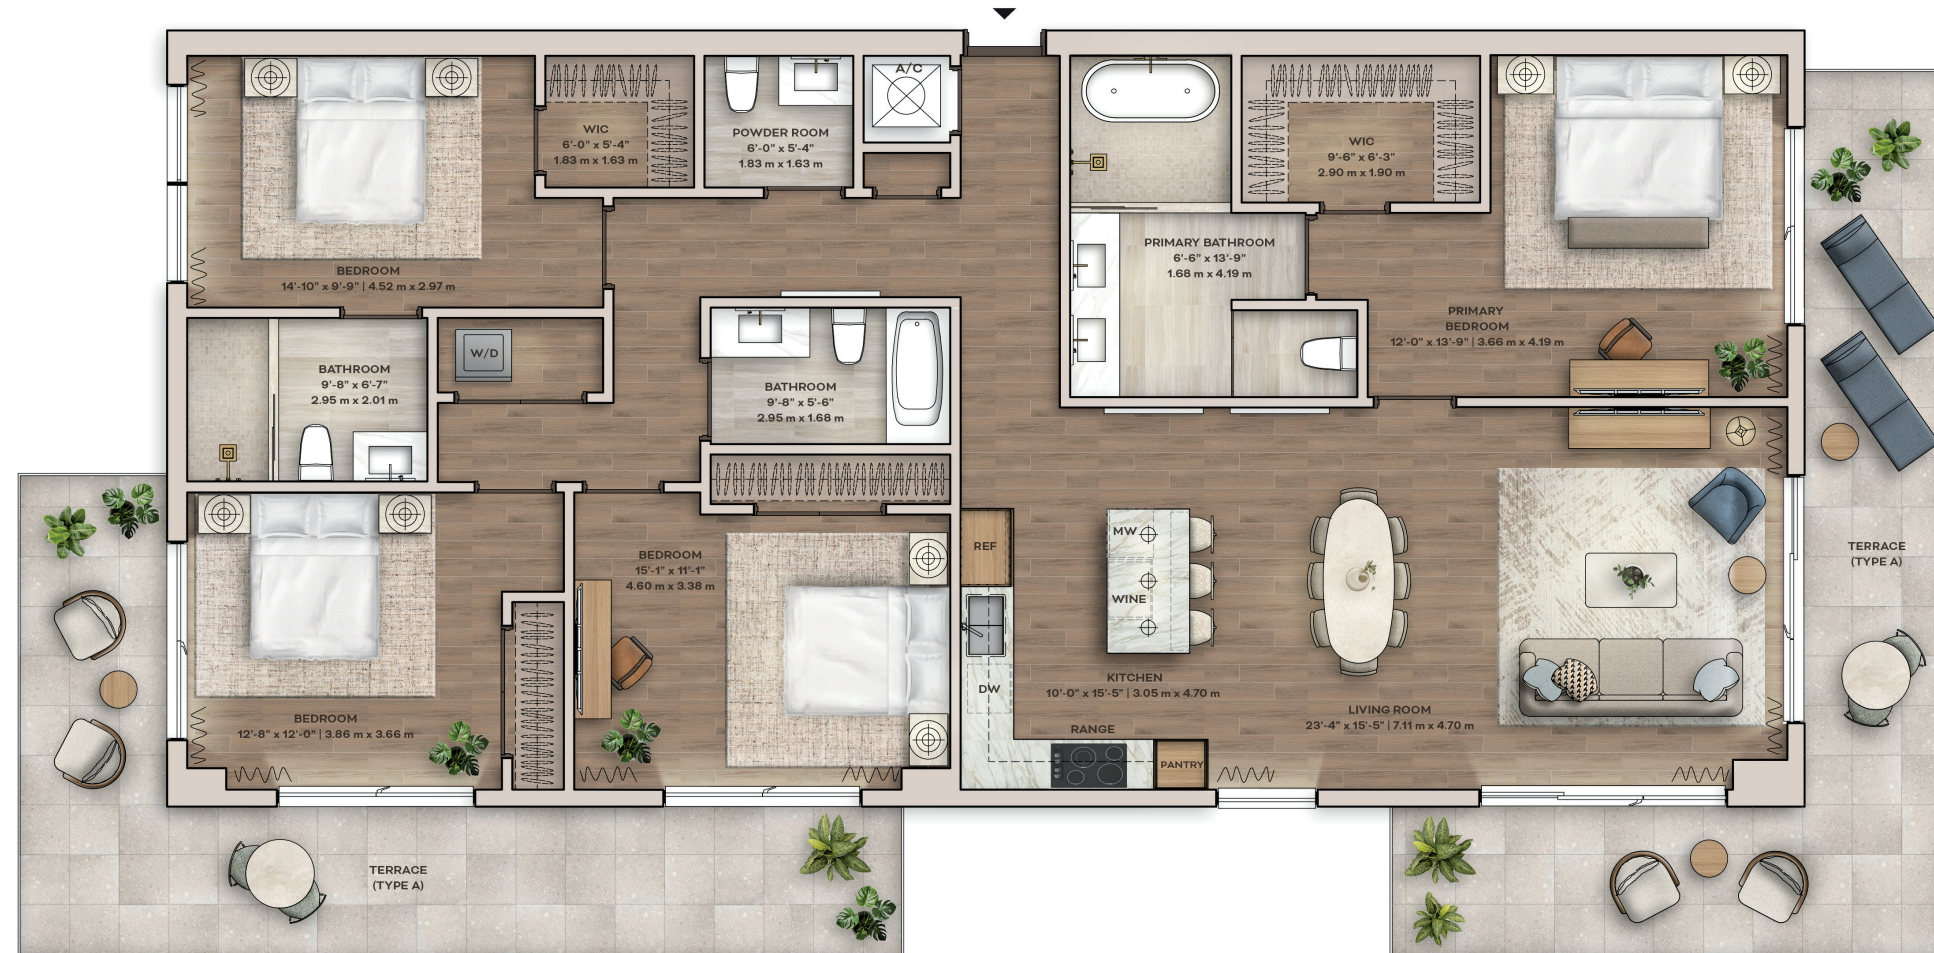 A/C
WIC
6'-0" x 5'-4"
1.83 m x 1.63 m
POWDER ROOM
6'-0" x 5'-4"
1.83 m x 1.63 m
WIC
9'-6" x 6'-3"
2.90 m x 1.90 m
BEDROOM
14'-10" x 9'-9" | 4.52 m x 2.97 m
PRIMARY BATHROOM
6'-6" x 13'-9"
1.68 m x 4.19 m
PRIMARY
BEDROOM
12'-0" x 13'-9" | 3.66 m x 4.19 m
BATHROOM
9'-8" x 6'-7"
2.95 m x 2.01 m
W/D
BATHROOM
9'-8" x 5'-6"
2.95 m x 1.68 m
BEDROOM
15'-1" x 11'-1"
4.60 m x 3.38 m
REF
MW
WINE
TERRACE
(TYPE A)
DW
KITCHEN
10'-0" x 15'-5" | 3.05 m x 4.70 m
RANGE
PANTRY
LIVING ROOM
23'-4" x 15'-5" | 7.11 m x 4.70 m
BEDROOM
12'-8" x 12'-0" | 3.86 m x 3.66 m
TERRACE
(TYPE A)